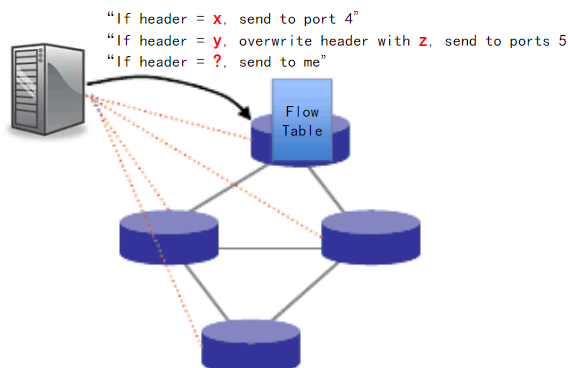 “If header = x, send to port 4”
“If header = y, overwrite header with z, send to ports 5
“If header = ?, send to me”
Flow
Table